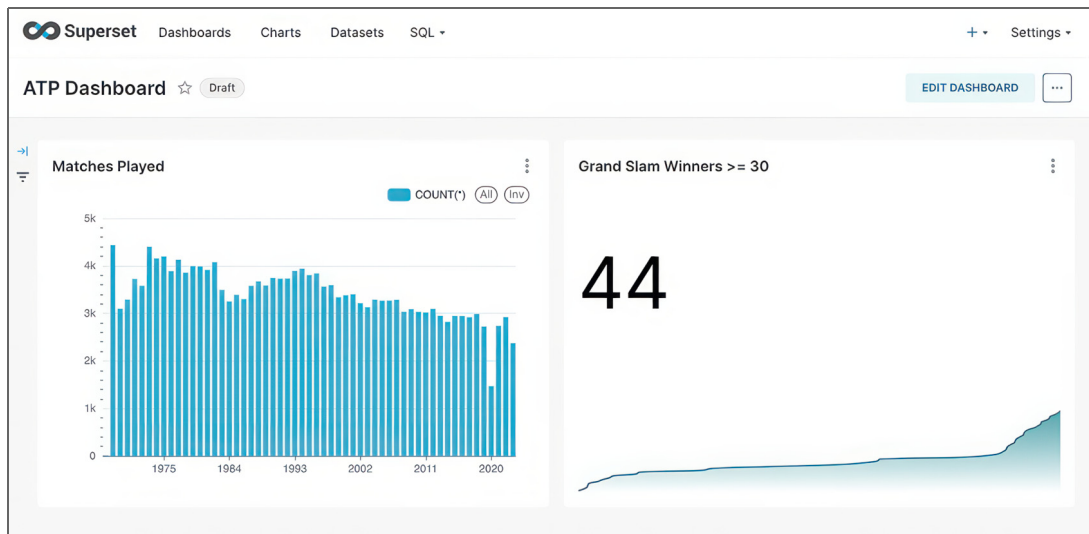 Superset Dashboards Charts Datasets SQL + Settings
ATP Dashboard Draft EDIT DASHBOARD ...
Matches Played
COUNT(*) All Inv
5k
4k
3k
2k
1k
0
1975 1984 1993 2002 2011 2020
Grand Slam Winners >= 30
44